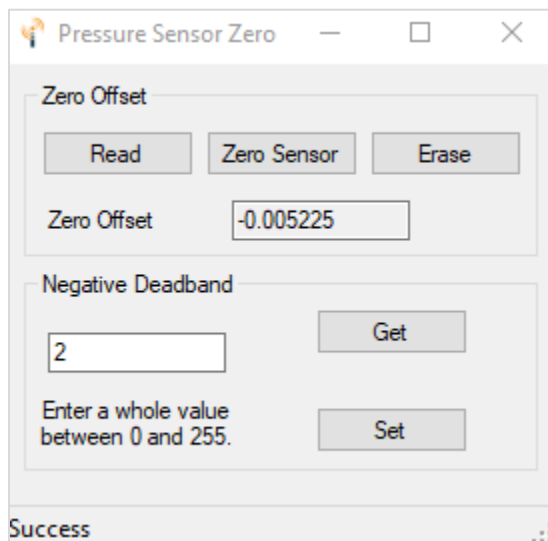 Pressure Sensor Zero
Zero Offset
Read Zero Sensor Erase
Zero Offset -0.005225
Negative Deadband
Get
2
Enter a whole value
between 0 and 255.
Set
Success